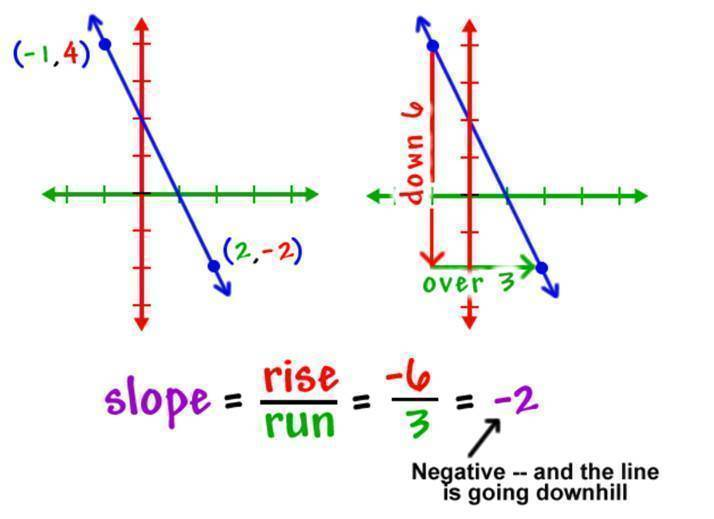 (-1,4)
(2,-2)
down 6
over 3
slope = rise/run = -6/3 = -2
Negative -- and the line
is going downhill